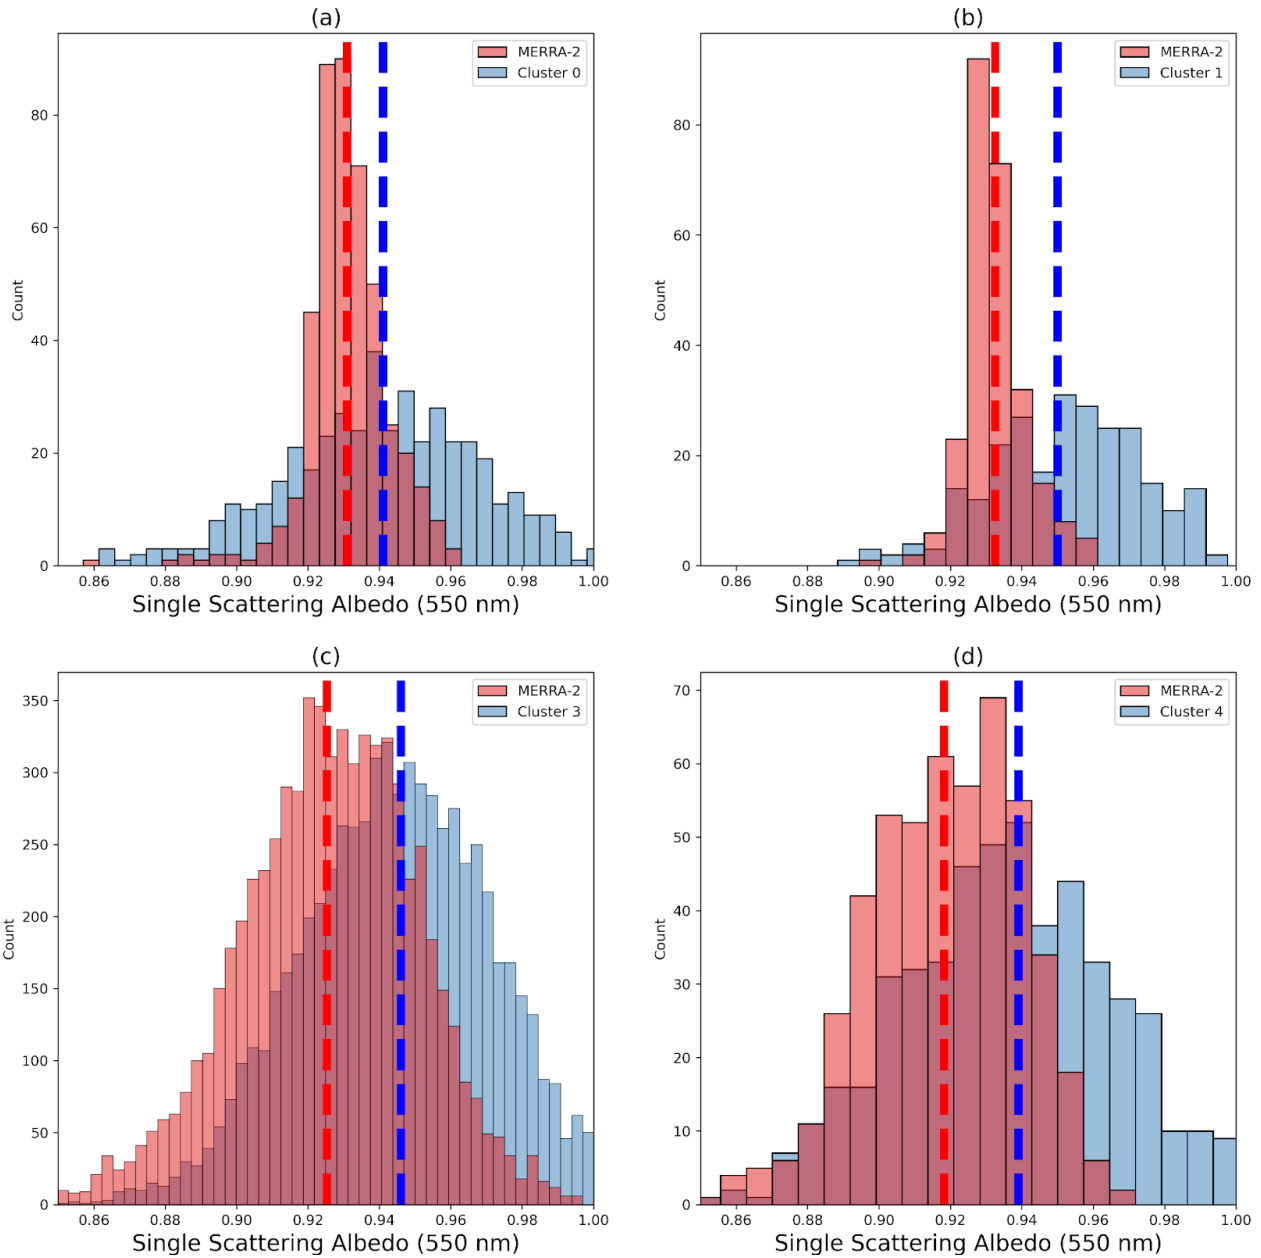 (a)
MERRA-2
Cluster 0
Count
80
60
40
20
0
0.86 0.88 0.90 0.92 0.94 0.96 0.98 1.00
Single Scattering Albedo (550 nm)
(b)
MERRA-2
Cluster 1
Count
80
60
40
20
0
0.86 0.88 0.90 0.92 0.94 0.96 0.98 1.00
Single Scattering Albedo (550 nm)
(c)
MERRA-2
Cluster 3
Count
350
300
250
200
150
100
50
0
0.86 0.88 0.90 0.92 0.94 0.96 0.98 1.00
Single Scattering Albedo (550 nm)
(d)
MERRA-2
Cluster 4
Count
70
60
50
40
30
20
10
0
0.86 0.88 0.90 0.92 0.94 0.96 0.98 1.00
Single Scattering Albedo (550 nm)